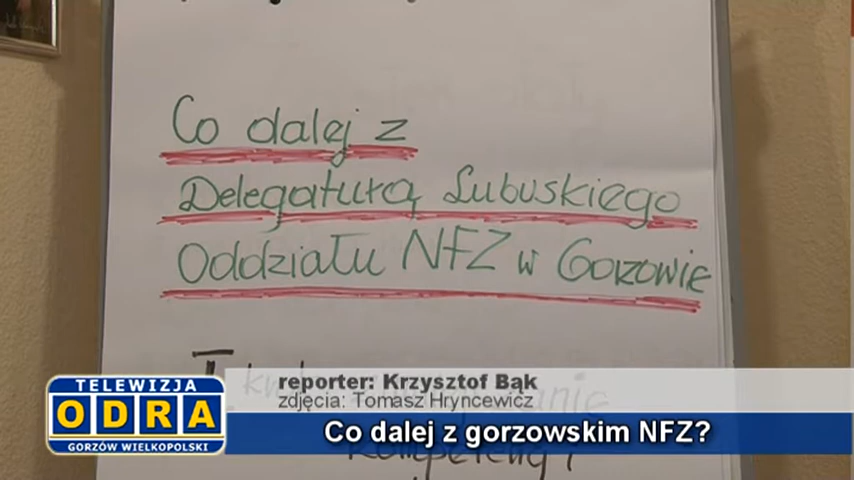 Co dalej z
Delegaturą Lubuskiego
Oddziału NFZ w Gorzowie
I.
reporter: Krzysztof Bąk
zdjęcia: Tomasz Hryncewicz
Co dalej z gorzowskim NFZ?
TELEWIZJA
ODRA
GORZÓW WIELKOPOLSKI